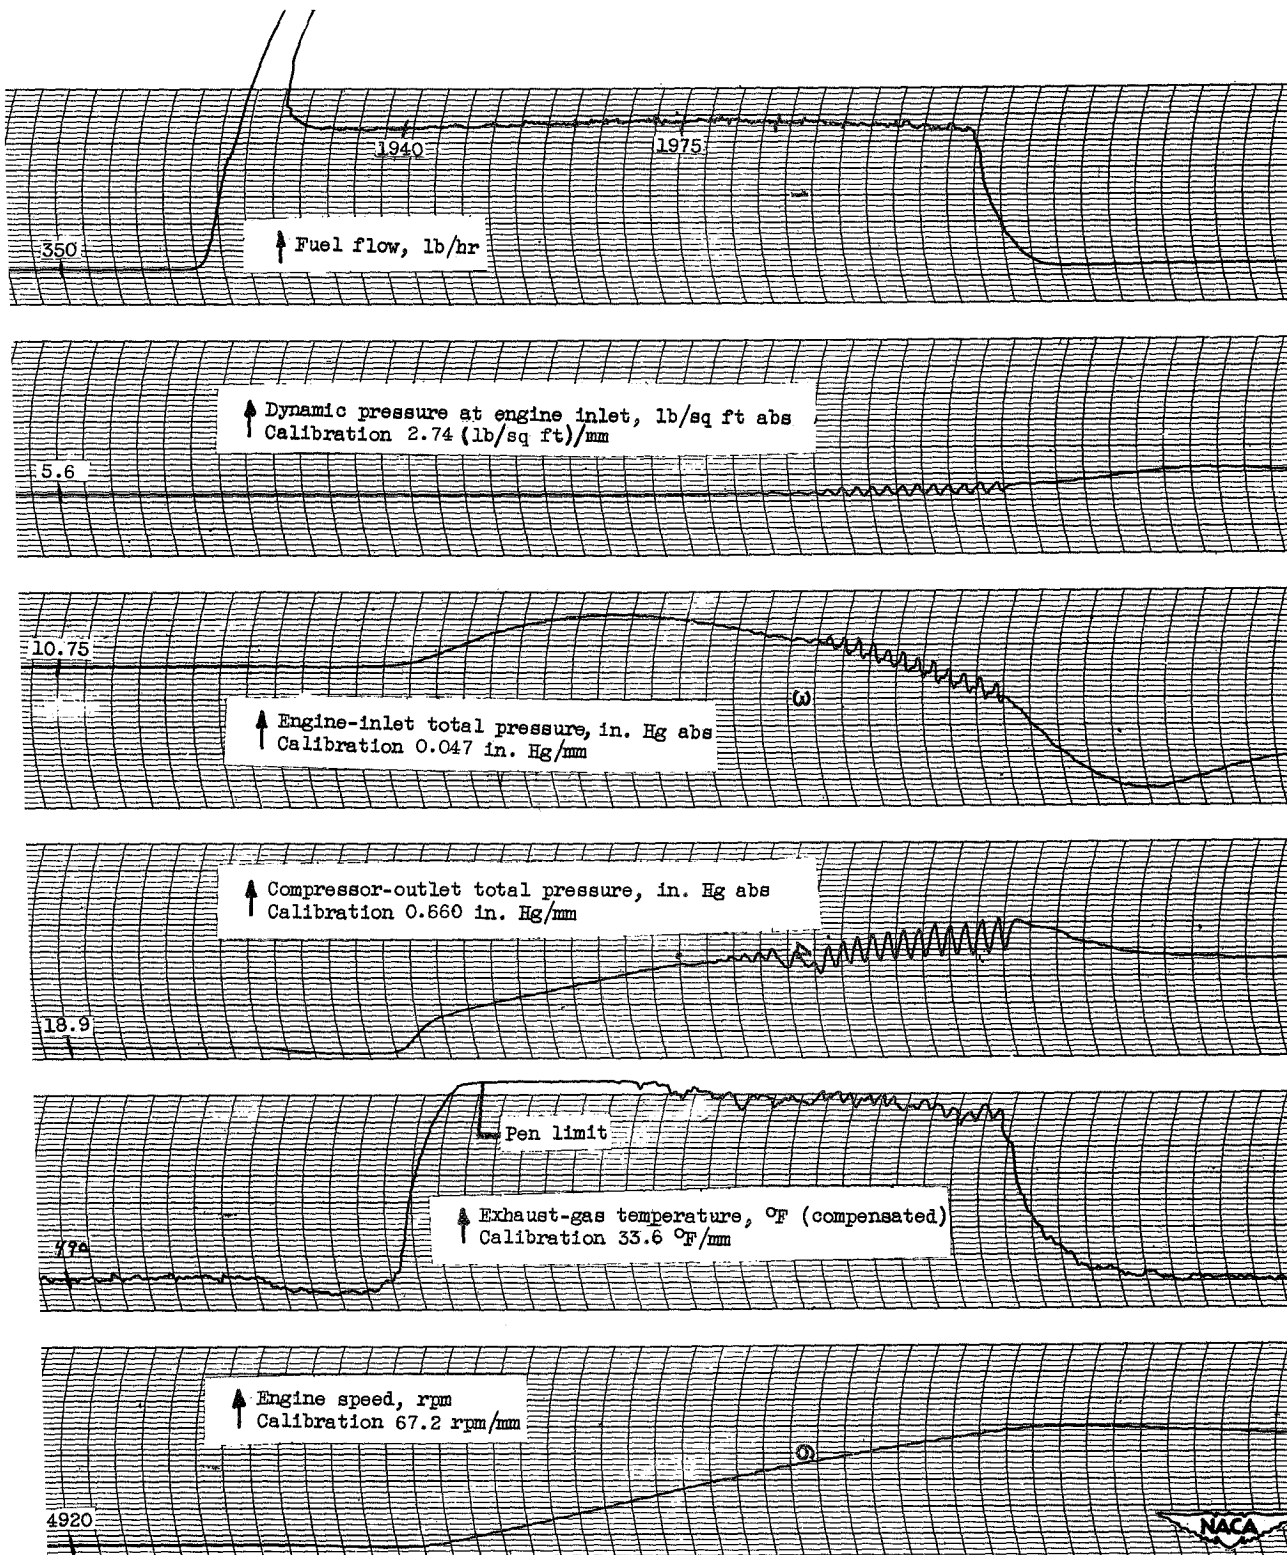 1940
1975
350
Fuel flow, lb/hr
Dynamic pressure at engine inlet, lb/sq ft abs
Calibration 2.74 (lb/sq ft)/mm
5.6
10.75
Engine-inlet total pressure, in. Hg abs
Calibration 0.047 in. Hg/mm
3
Compressor-outlet total pressure, in. Hg abs
Calibration 0.660 in. Hg/mm
18.9
Pen limit
Exhaust-gas temperature, °F (compensated)
Calibration 33.6 °F/mm
490
Engine speed, rpm
Calibration 67.2 rpm/mm
4920
NACA